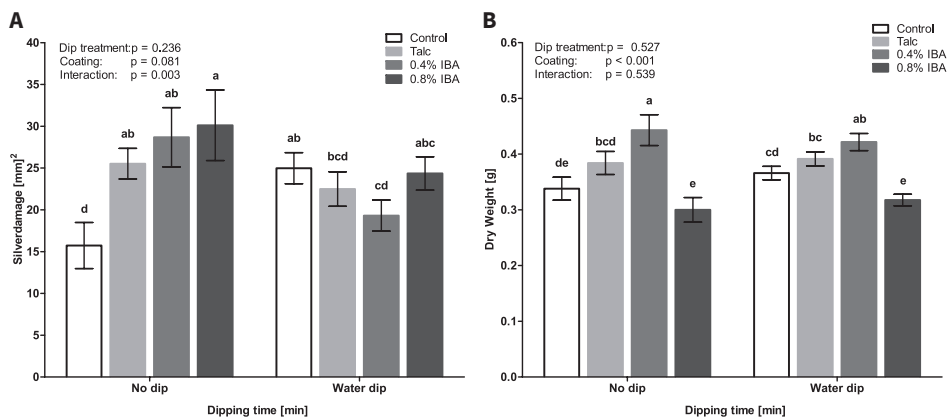 A
Dip treatment:p = 0.236
Coating: p = 0.081
Interaction: p = 0.003
Control
Talc
0.4% IBA
0.8% IBA
Silverdamage [mm]²
40
35
30
25
20
15
10
5
0
d
ab
ab
a
ab
bcd
cd
abc
No dip
Water dip
Dipping time [min]
B
Dip treatment:p = 0.527
Coating: p < 0.001
Interaction: p = 0.539
Control
Talc
0.4% IBA
0.8% IBA
Dry Weight [g]
0.6
0.5
0.4
0.3
0.2
0.1
0.0
de
bcd
a
e
cd
bc
ab
e
No dip
Water dip
Dipping time [min]